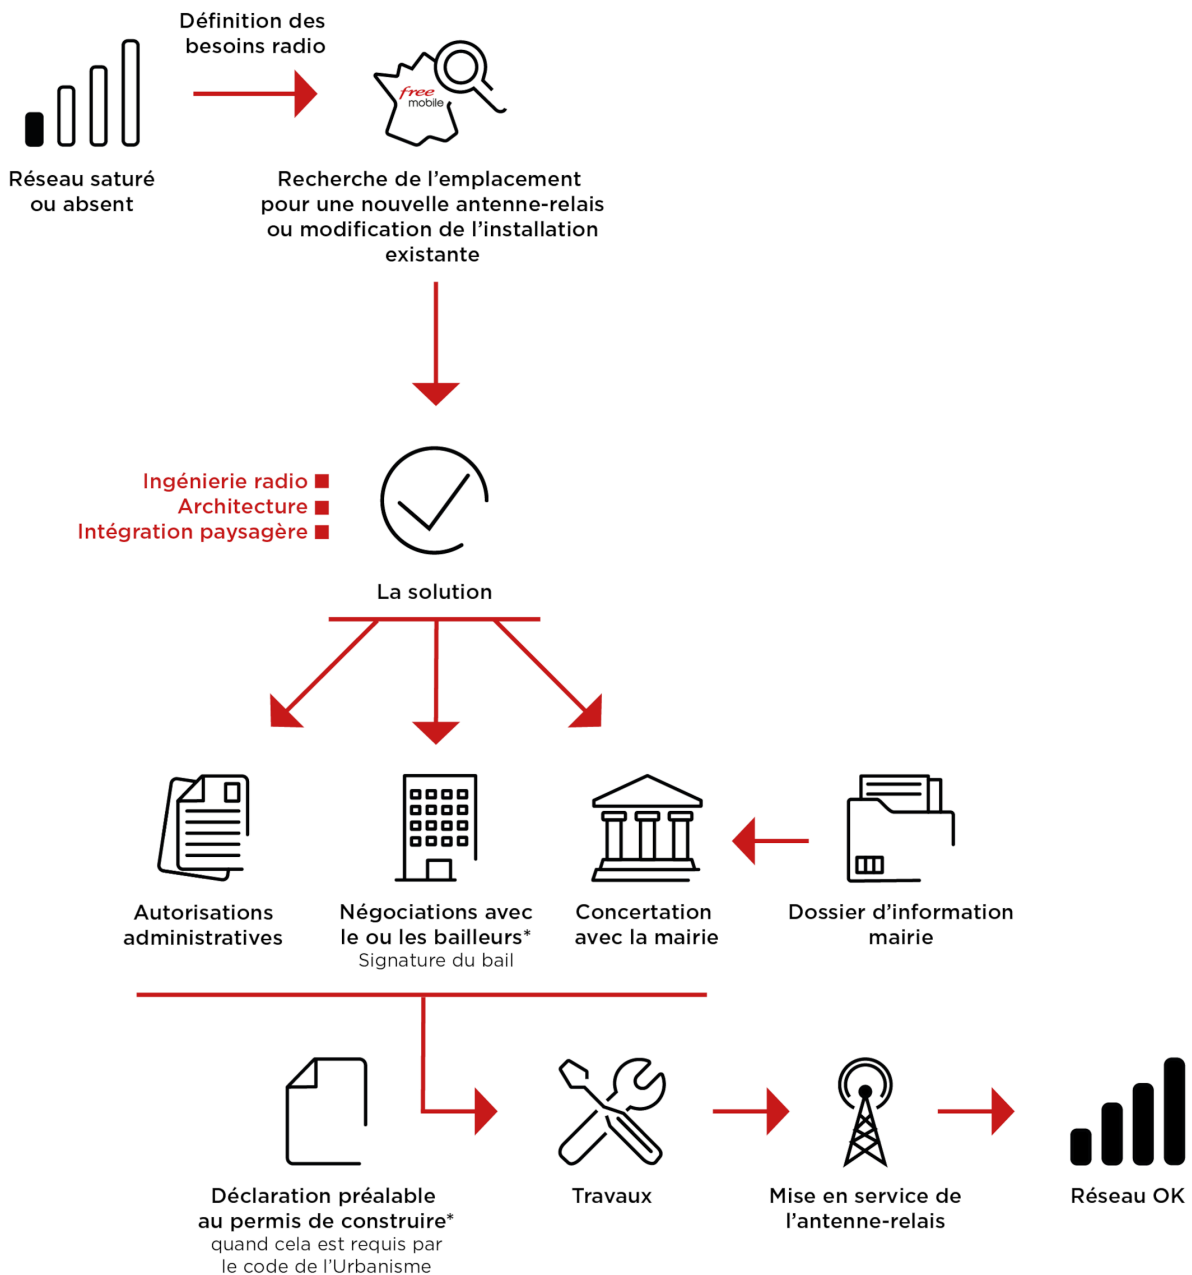 Définition des
besoins radio
free
mobile
Réseau saturé
ou absent
Recherche de l’emplacement
pour une nouvelle antenne-relais
ou modification de l’installation
existante
Ingénierie radio
Architecture
Intégration paysagère
La solution
Autorisations
administratives
Négociations avec
le ou les bailleurs*
Signature du bail
Concertation
avec la mairie
Dossier d’information
mairie
Déclaration préalable
au permis de construire*
quand cela est requis par
le code de l’Urbanisme
Travaux
Mise en service de
l’antenne-relais
Réseau OK